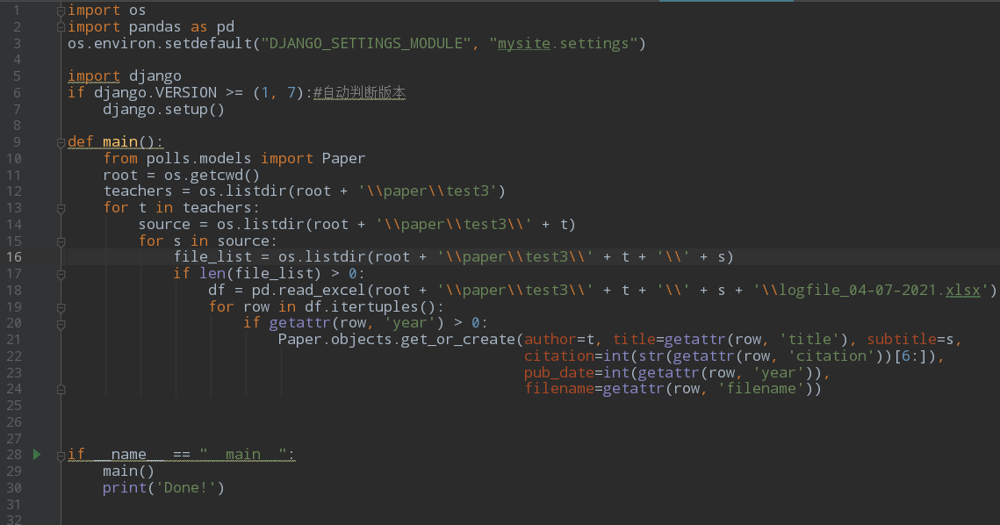 1 import os
2 import pandas as pd
3 os.environ.setdefault("DJANGO_SETTINGS_MODULE", "mysite.settings")
4
5 import django
6 if django.VERSION >= (1, 7):#自动判断版本
7     django.setup()
8
9 def main():
10     from polls.models import Paper
11     root = os.getcwd()
12     teachers = os.listdir(root + '\\paper\\test3')
13     for t in teachers:
14         source = os.listdir(root + '\\paper\\test3\\' + t)
15         for s in source:
16             file_list = os.listdir(root + '\\paper\\test3\\' + t + '\\' + s)
17             if len(file_list) > 0:
18                 df = pd.read_excel(root + '\\paper\\test3\\' + t + '\\' + s + '\\logfile_04-07-2021.xlsx')
19                 for row in df.itertuples():
20                     if getattr(row, 'year') > 0:
21                         Paper.objects.get_or_create(author=t, title=getattr(row, 'title'), subtitle=s,
22                                                     citation=int(str(getattr(row, 'citation'))[6:]),
23                                                     pub_date=int(getattr(row, 'year')),
24                                                     filename=getattr(row, 'filename'))
25
26
27
28 if __name__ == "__main__":
29     main()
30     print('Done!')
31
32